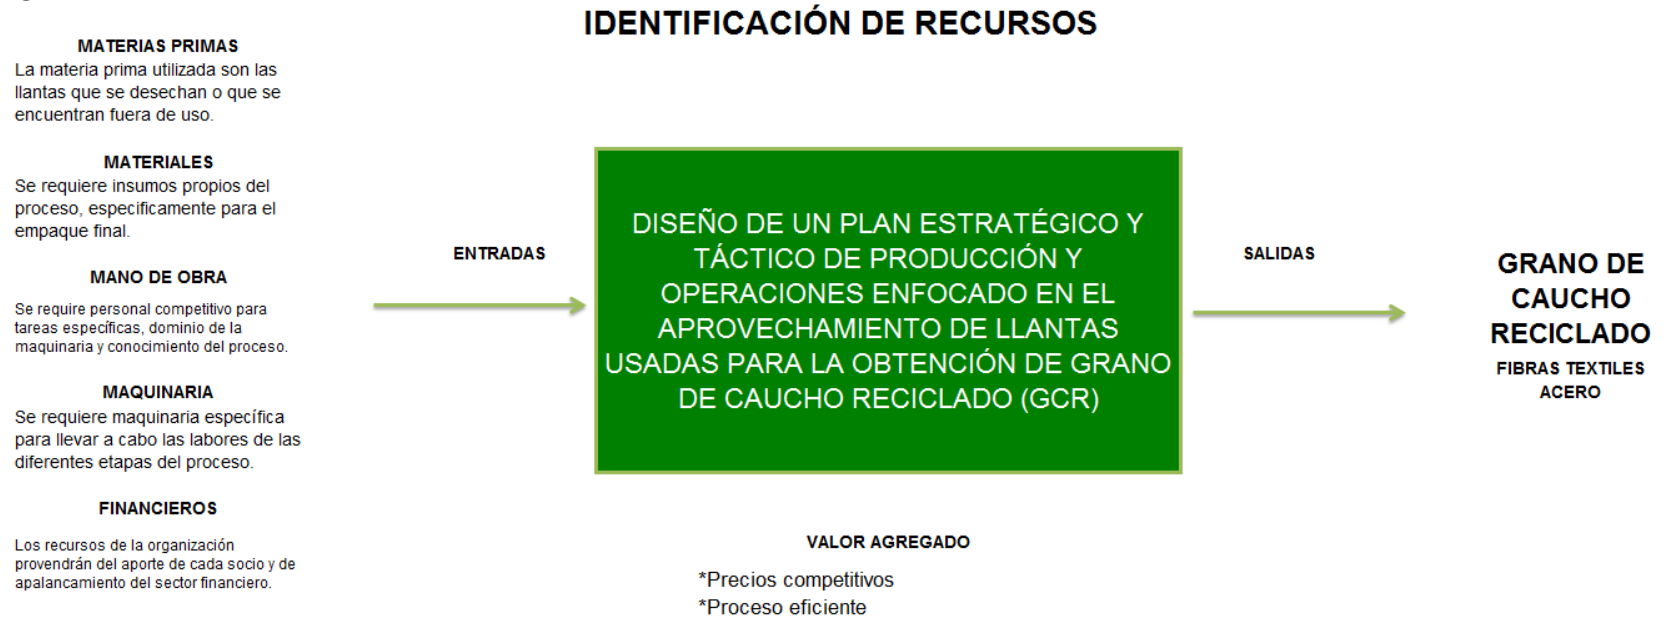 IDENTIFICACIÓN DE RECURSOS
MATERIAS PRIMAS
La materia prima utilizada son las
llantas que se desechan o que se
encuentran fuera de uso.
MATERIALES
Se requiere insumos propios del
proceso, especificamente para el
empaque final.
MANO DE OBRA
Se require personal competitivo para
tareas específicas, dominio de la
maquinaria y conocimiento del proceso.
MAQUINARIA
Se requiere maquinaria específica
para llevar a cabo las labores de las
diferentes etapas del proceso.
FINANCIEROS
Los recursos de la organización
provendrán del aporte de cada socio y de
apalancamiento del sector financiero.
ENTRADAS
DISEÑO DE UN PLAN ESTRATÉGICO Y
TÁCTICO DE PRODUCCIÓN Y
OPERACIONES ENFOCADO EN EL
APROVECHAMIENTO DE LLANTAS
USADAS PARA LA OBTENCIÓN DE GRANO
DE CAUCHO RECICLADO (GCR)
SALIDAS
GRANO DE
CAUCHO
RECICLADO
FIBRAS TEXTILES
ACERO
VALOR AGREGADO
*Precios competitivos
*Proceso eficiente